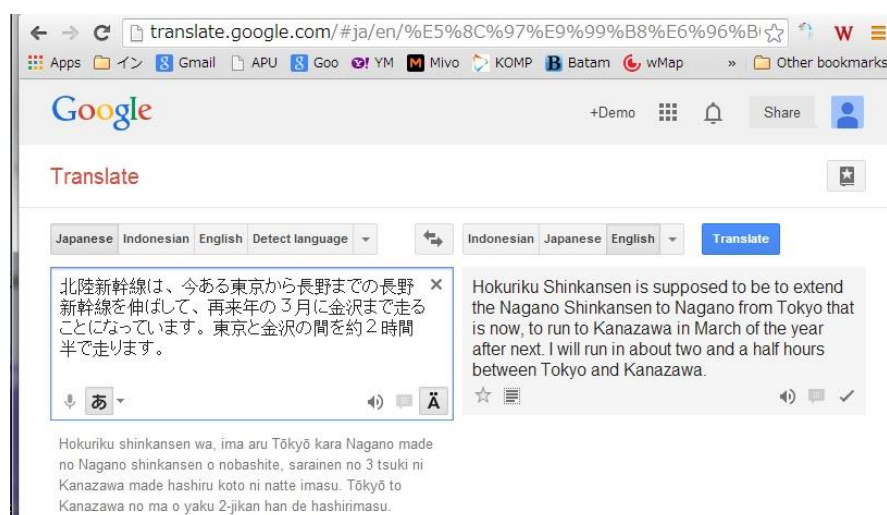 translate.google.com/#ja/en/%E5%8C%97%E9%99%B8%E6%96%B
W
Apps イン Gmail APU Goo YM Mivo KOMP B Batam wMap » Other bookmarks
Google +Demo Share
Translate
Japanese Indonesian English Detect language Indonesian Japanese English Translate
北陸新幹線は、今ある東京から長野までの長野
新幹線を伸ばして、再来年の３月に金沢まで走る
ことになっています。東京と金沢の間を約２時間
半で走ります。
あ Ä
Hokuriku Shinkansen is supposed to be to extend
the Nagano Shinkansen to Nagano from Tokyo that
is now, to run to Kanazawa in March of the year
after next. I will run in about two and a half hours
between Tokyo and Kanazawa.
Hokuriku shinkansen wa, ima aru Tōkyō kara Nagano made
no Nagano shinkansen o nobashite, sarainen no 3 tsuki ni
Kanazawa made hashiru koto ni natte imasu. Tōkyō to
Kanazawa no ma o yaku 2-jikan han de hashirimasu.